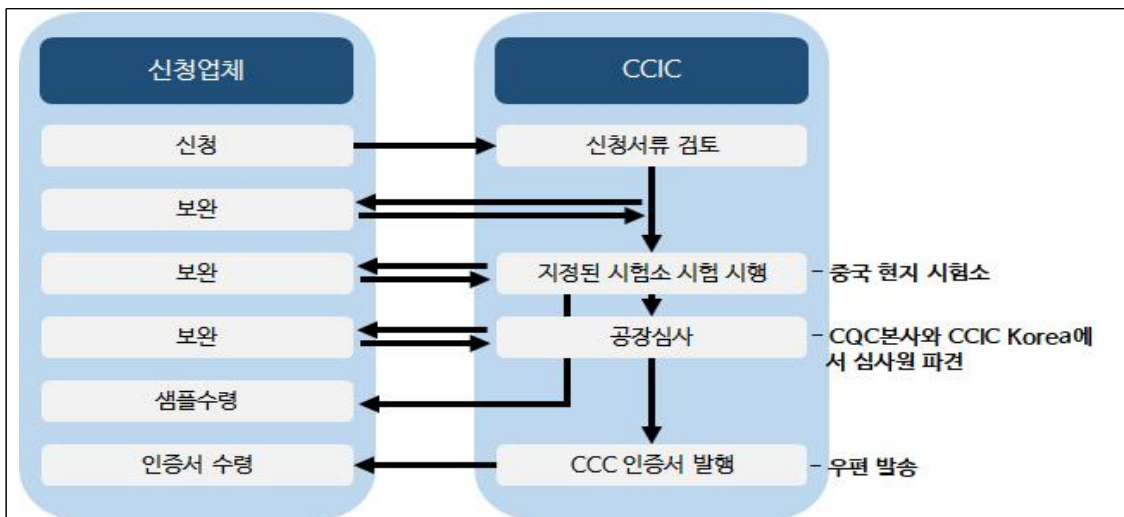 신청업체
CCIC
신청
신청서류 검토
보완
보완
지정된 시험소 시험 시행
- 중국 현지 시험소
보완
공장심사
- CQC본사와 CCIC Korea에
서 심사원 파견
샘플수령
인증서 수령
CCC 인증서 발행
- 우편 발송